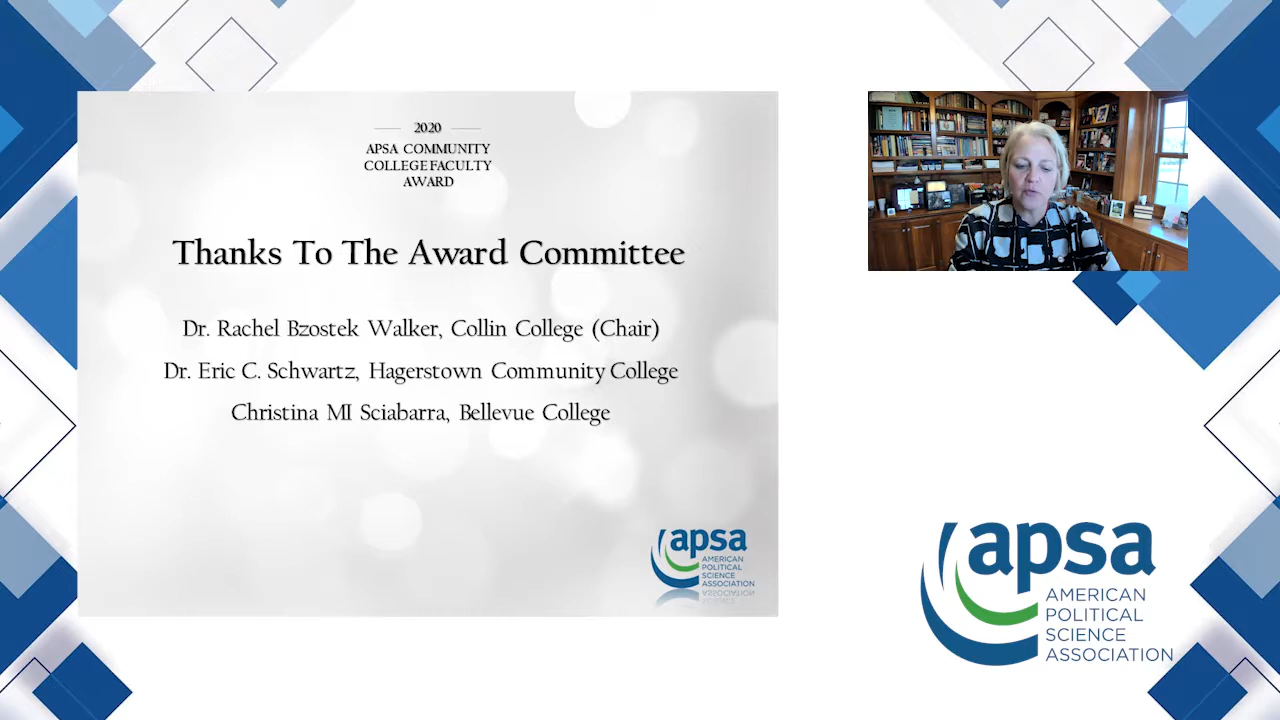 2020
APSA COMMUNITY
COLLEGE FACULTY
AWARD
Thanks To The Award Committee
Dr. Rachel Bzostek Walker, Collin College (Chair)
Dr. Eric C. Schwartz, Hagerstown Community College
Christina MI Sciabarra, Bellevue College
apsa
AMERICAN
POLITICAL
SCIENCE
ASSOCIATION
apsa
AMERICAN
POLITICAL
SCIENCE
ASSOCIATION